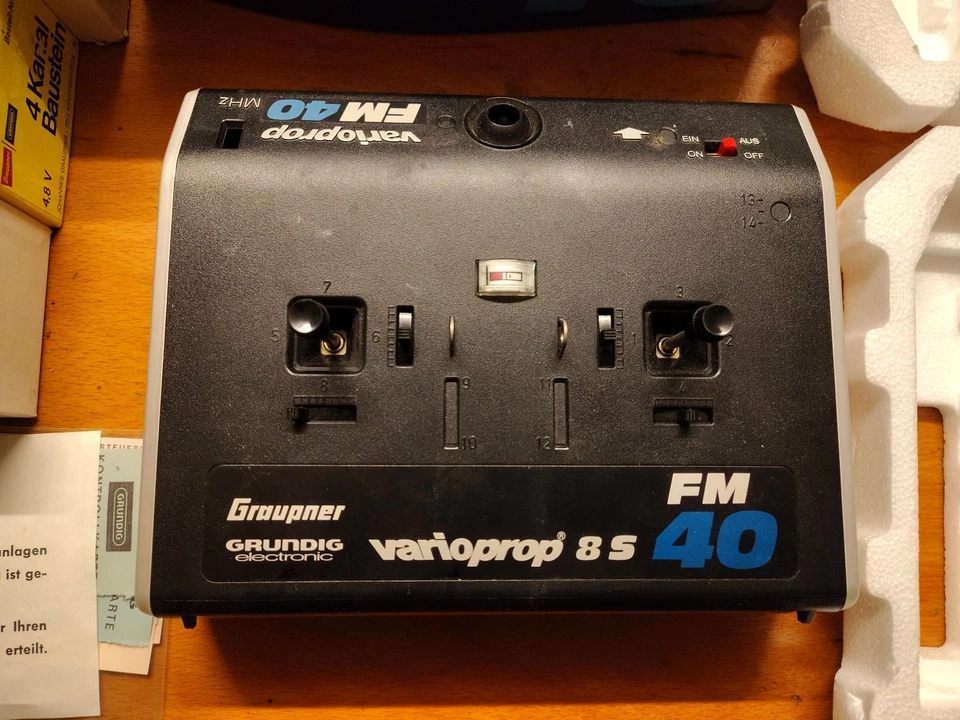 4 Kanal
Baustein
4,8 V
varioprop
FM 40
MHz
EIN
AUS
ON
OFF
13
14
7
5
6
8
3
1
2
4
9
10
11
12
Graupner
GRUNDIG
electronic
varioprop® 8 S
FM
40
GRUNDIG
ARTE
anlagen
ist ge-
r Ihren
erteilt.